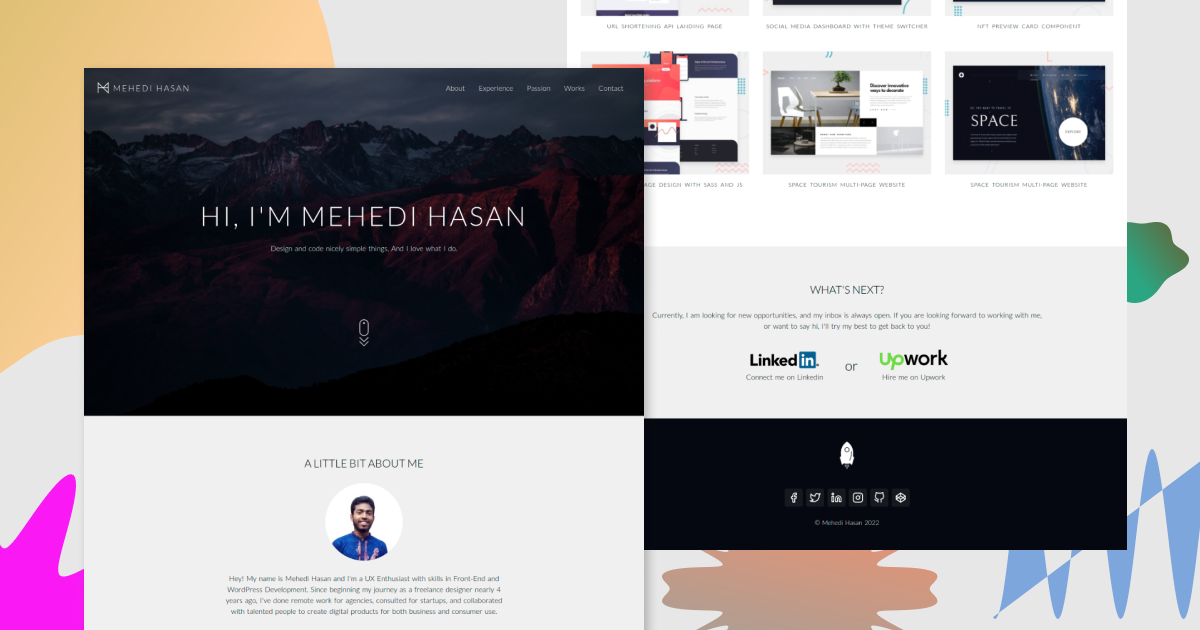 MEHEDI HASAN
About Experience Passion Works Contact
HI, I'M MEHEDI HASAN
Design and code nicely simple things, And I love what I do.
A LITTLE BIT ABOUT ME
Hey! My name is Mehedi Hasan and I'm a UX Enthusiast with skills in Front-End and
WordPress Development. Since beginning my journey as a freelance designer nearly 4
years ago, I've done remote work for agencies, consulted for startups, and collaborated
with talented people to create digital products for both business and consumer use.
URL SHORTENING API LANDING PAGE
SOCIAL MEDIA DASHBOARD WITH THEME SWITCHER
NFT PREVIEW CARD COMPONENT
Discover innovative
ways to decorate
SPACE
EXPLORE
DESIGN WITH SASS AND JS
SPACE TOURISM MULTI-PAGE WEBSITE
SPACE TOURISM MULTI-PAGE WEBSITE
WHAT'S NEXT?
Currently, I am looking for new opportunities, and my inbox is always open. If you are looking forward to working with me,
or want to say hi, I'll try my best to get back to you!
Linked in
Connect me on Linkedin
or
Upwork
Hire me on Upwork
© Mehedi Hasan 2022